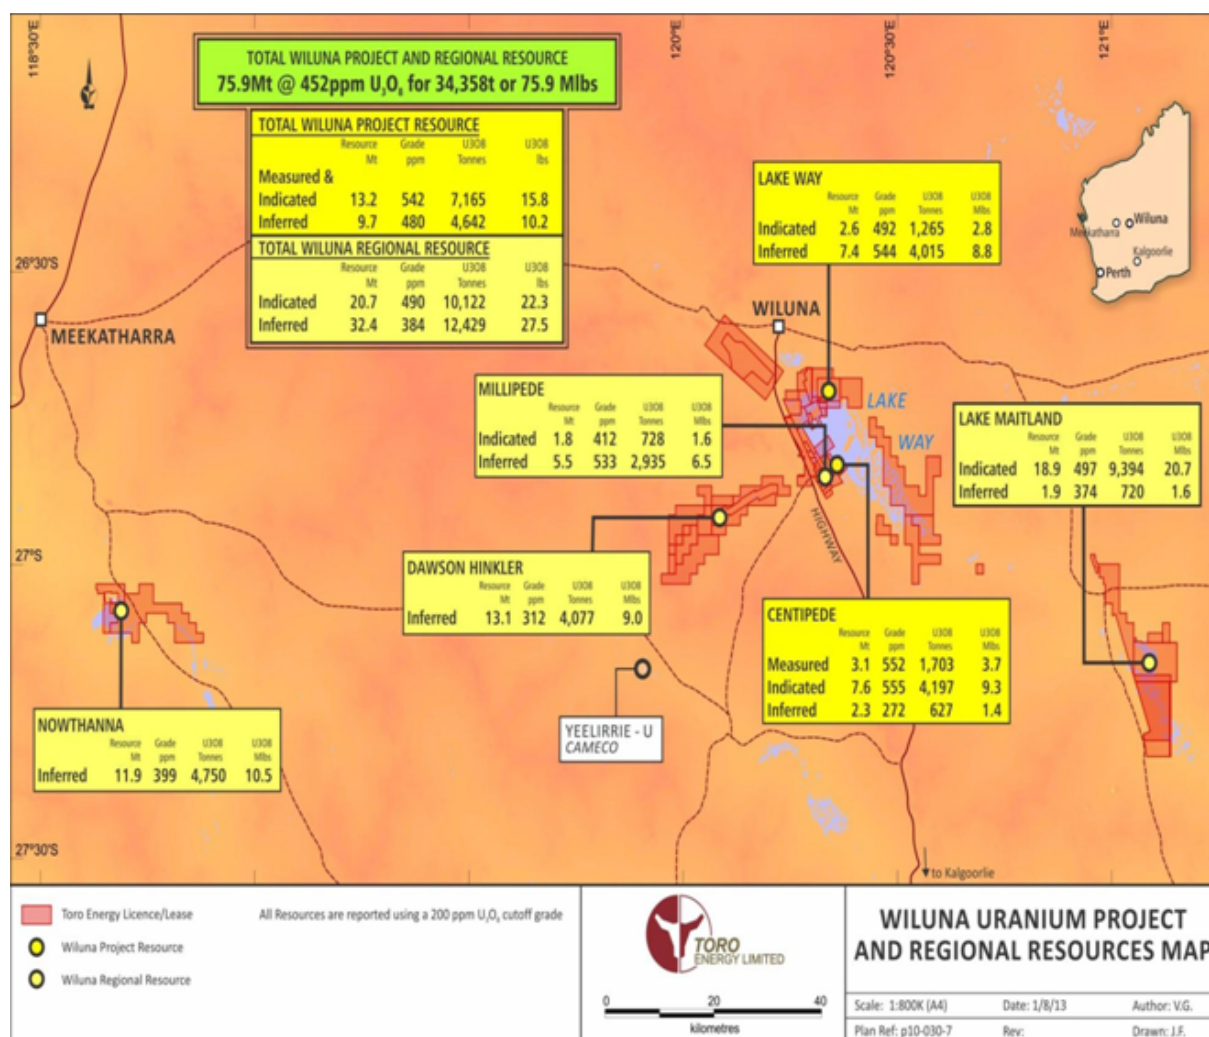 118°30'E
120°E
120°30'E
121°E
TOTAL WILUNA PROJECT AND REGIONAL RESOURCE
75.9Mt @ 452ppm U₃O₈ for 34,358t or 75.9 Mlbs
TOTAL WILUNA PROJECT RESOURCE
Resource Grade U3O8 U3O8
Mt ppm Tonnes lbs
Measured &
Indicated 13.2 542 7,165 15.8
Inferred 9.7 480 4,642 10.2
TOTAL WILUNA REGIONAL RESOURCE
Resource Grade U3O8 U3O8
Mt ppm Tonnes Mlbs
Indicated 20.7 490 10,122 22.3
Inferred 32.4 384 12,429 27.5
LAKE WAY
Resource Grade U3O8 U3O8
Mt ppm Tonnes Mlbs
Indicated 2.6 492 1,265 2.8
Inferred 7.4 544 4,015 8.8
Wiluna
Meekatharra
Kalgoorlie
Perth
26°30'S
MEEKATHARRA
WILUNA
MILLIPEDE
Resource Grade U3O8 U3O8
Mt ppm Tonnes Mlbs
Indicated 1.8 412 728 1.6
Inferred 5.5 533 2,935 6.5
LAKE
WAY
LAKE MAITLAND
Resource Grade U3O8 U3O8
Mt ppm Tonnes Mlbs
Indicated 18.9 497 9,394 20.7
Inferred 1.9 374 720 1.6
HIGHWAY
27°S
DAWSON HINKLER
Resource Grade U3O8 U3O8
Mt ppm Tonnes Mlbs
Inferred 13.1 312 4,077 9.0
CENTIPEDE
Resource Grade U3O8 U3O8
Mt ppm Tonnes Mlbs
Measured 3.1 552 1,703 3.7
Indicated 7.6 555 4,197 9.3
Inferred 2.3 272 627 1.4
YEELIRRIE - U
CAMECO
NOWTHANNA
Resource Grade U3O8 U3O8
Mt ppm Tonnes Mlbs
Inferred 11.9 399 4,750 10.5
27°30'S
to Kalgoorlie
Toro Energy Licence/Lease
All Resources are reported using a 200 ppm U₃O₈ cutoff grade
Wiluna Project Resource
Wiluna Regional Resource
TORO
ENERGY LIMITED
0 20 40
kilometres
WILUNA URANIUM PROJECT
AND REGIONAL RESOURCES MAP
Scale: 1:800K (A4) Date: 1/8/13 Author: V.G.
Plan Ref: p10-030-7 Rev: Drawn: J.F.